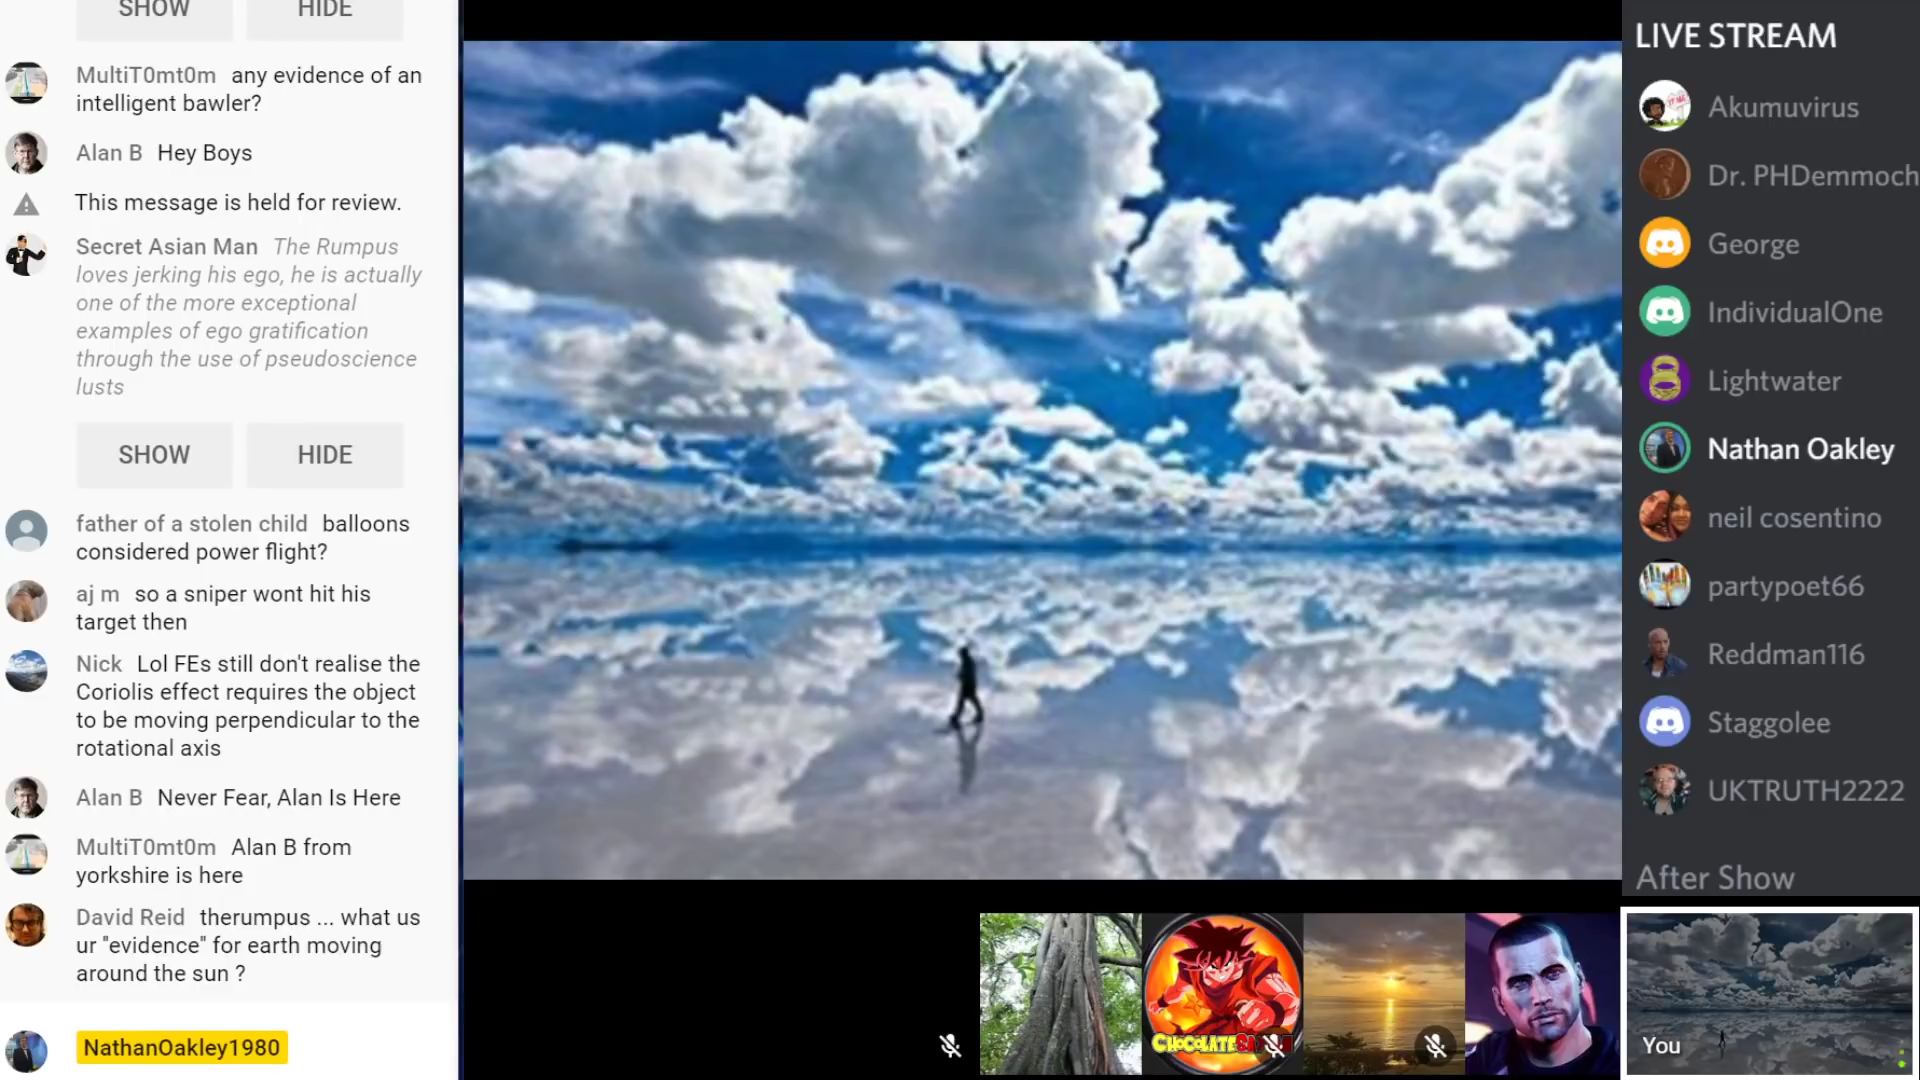 SHOW HIDE
MultiT0mt0m any evidence of an
intelligent bawler?
Alan B Hey Boys
This message is held for review.
Secret Asian Man The Rumpus
loves jerking his ego, he is actually
one of the more exceptional
examples of ego gratification
through the use of pseudoscience
lusts
SHOW HIDE
father of a stolen child balloons
considered power flight?
aj m so a sniper wont hit his
target then
Nick Lol FEs still don't realise the
Coriolis effect requires the object
to be moving perpendicular to the
rotational axis
Alan B Never Fear, Alan Is Here
MultiT0mt0m Alan B from
yorkshire is here
David Reid therumpus ... what us
ur "evidence" for earth moving
around the sun ?
NathanOakley1980
LIVE STREAM
Akumuvirus
Dr. PHDemmoch
George
IndividualOne
Lightwater
Nathan Oakley
neil cosentino
partypoet66
Reddman116
Staggolee
UKTRUTH2222
After Show
You